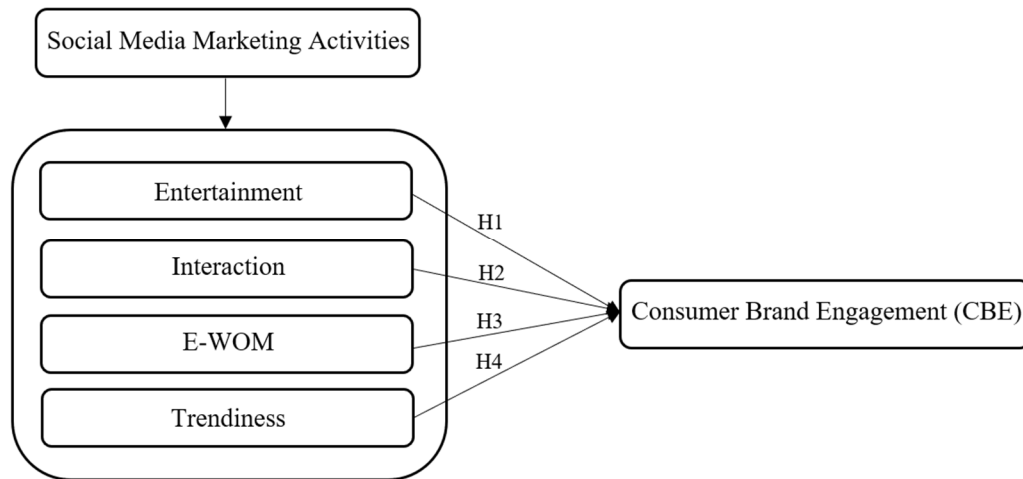 Social Media Marketing Activities
Entertainment
H1
Interaction
H2
Consumer Brand Engagement (CBE)
H3
E-WOM
H4
Trendiness